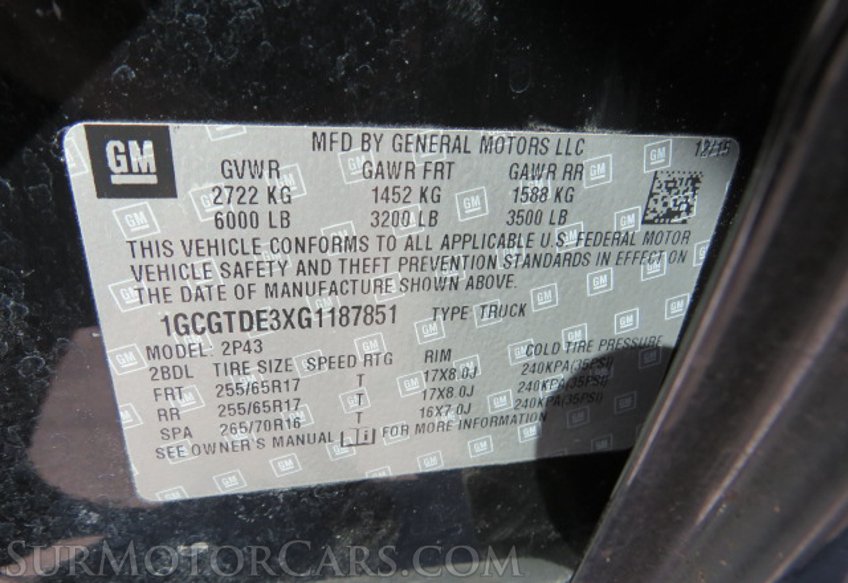 GM
MFD BY GENERAL MOTORS LLC 12/15
GVWR GAWR FRT GAWR RR
2722 KG 1452 KG 1588 KG
6000 LB 3200 LB 3500 LB
THIS VEHICLE CONFORMS TO ALL APPLICABLE U.S. FEDERAL MOTOR
VEHICLE SAFETY AND THEFT PREVENTION STANDARDS IN EFFECT ON
THE DATE OF MANUFACTURE SHOWN ABOVE.
1GCGTDE3XG1187851 TYPE TRUCK
MODEL: 2P43
2BDL TIRE SIZE SPEED RTG RIM COLD TIRE PRESSURE
FRT 255/65R17 T 17X8.0J 240KPA(35PSI)
RR 255/65R17 T 17X8.0J 240KPA(35PSI)
SPA 265/70R16 T 16X7.0J 240KPA(35PSI)
SEE OWNER'S MANUAL FOR MORE INFORMATION
SURMOTORCARS.COM